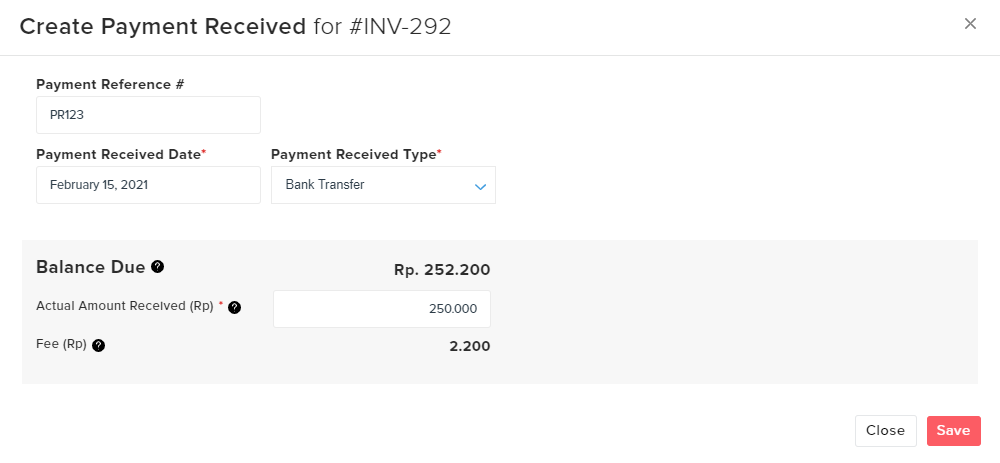 Create Payment Received for #INV-292
×
Payment Reference #
PR123
Payment Received Date* Payment Received Type*
February 15, 2021 Bank Transfer
Balance Due ? Rp. 252.200
Actual Amount Received (Rp) * ? 250.000
Fee (Rp) ? 2.200
Close Save